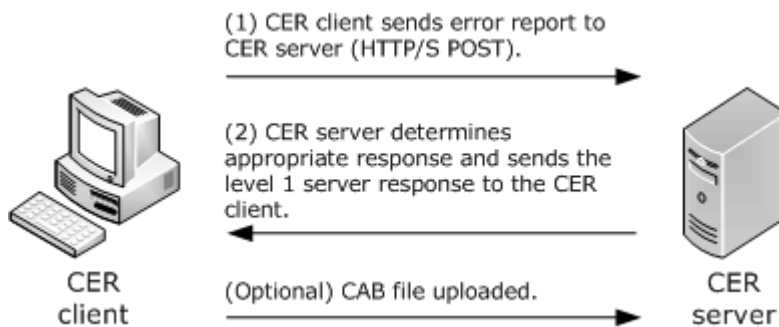 (1) CER client sends error report to
CER server (HTTP/S POST).
(2) CER server determines
appropriate response and sends the
level 1 server response to the CER
client.
CER
client
(Optional) CAB file uploaded.
CER
server